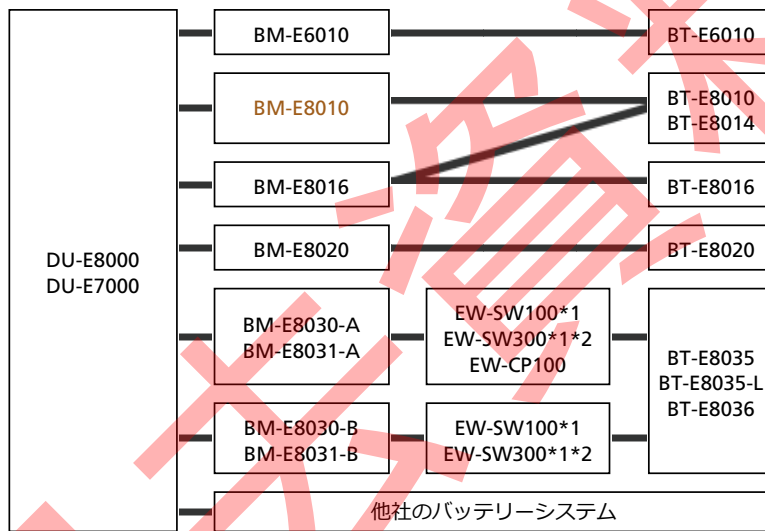 DU-E8000
DU-E7000
BM-E6010
BT-E6010
BM-E8010
BT-E8010
BT-E8014
BM-E8016
BT-E8016
BM-E8020
BT-E8020
BM-E8030-A
BM-E8031-A
EW-SW100*1
EW-SW300*1*2
EW-CP100
BT-E8035
BT-E8035-L
BT-E8036
BM-E8030-B
BM-E8031-B
EW-SW100*1
EW-SW300*1*2
他社のバッテリーシステム